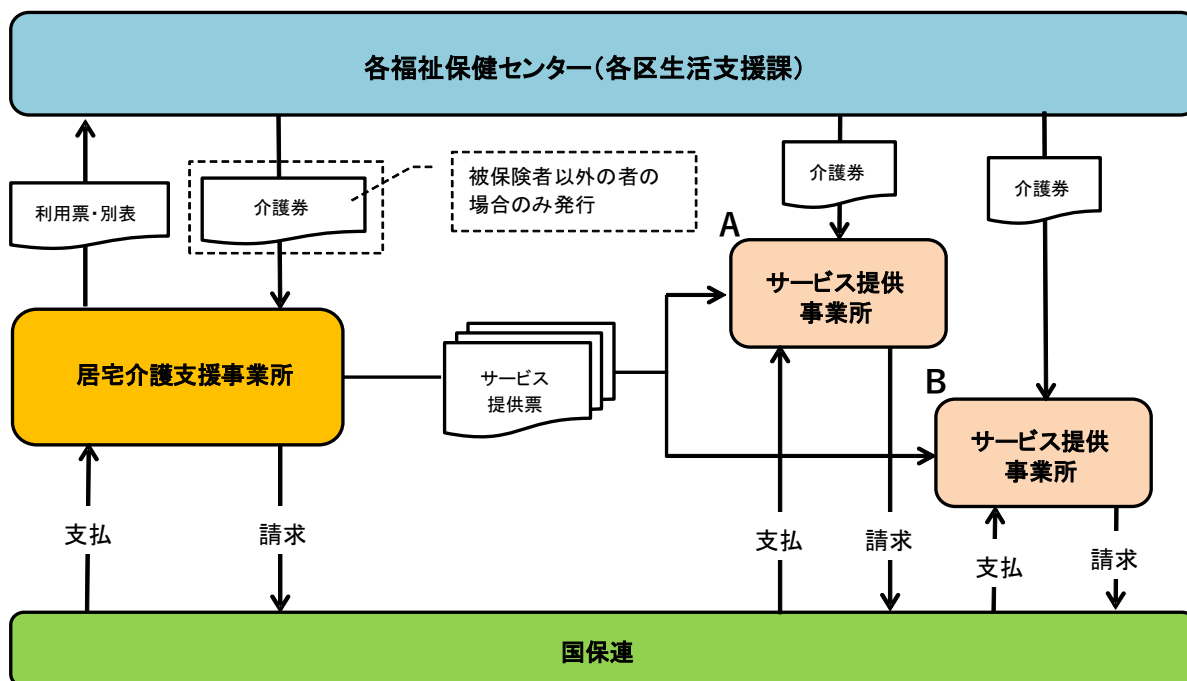 各福祉保健センター(各区生活支援課)
利用票・別表
介護券
被保険者以外の者の
場合のみ発行
介護券
介護券
A
サービス提供
事業所
居宅介護支援事業所
サービス
提供票
B
サービス提供
事業所
支払
請求
支払
請求
支払
請求
国保連